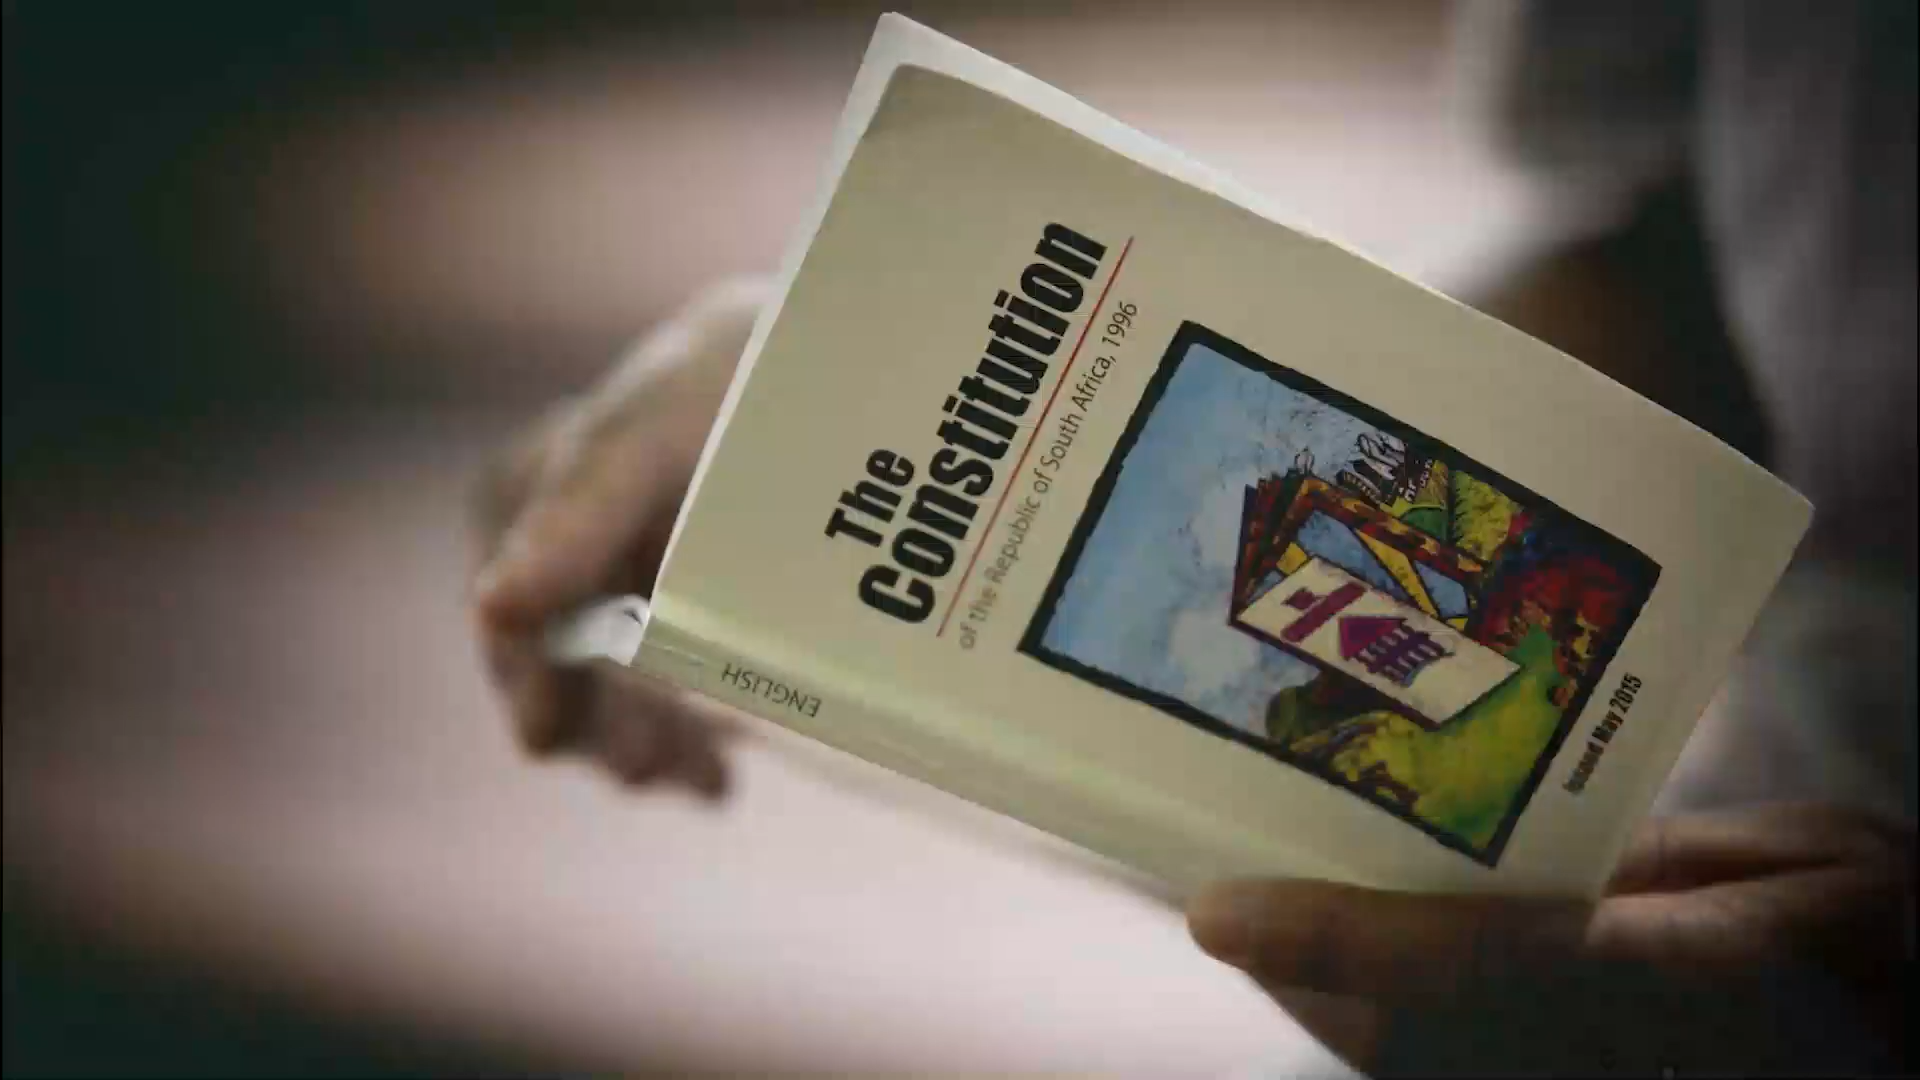 The
Constitution
of the Republic of South Africa, 1996
Issued May 2015
ENGLISH